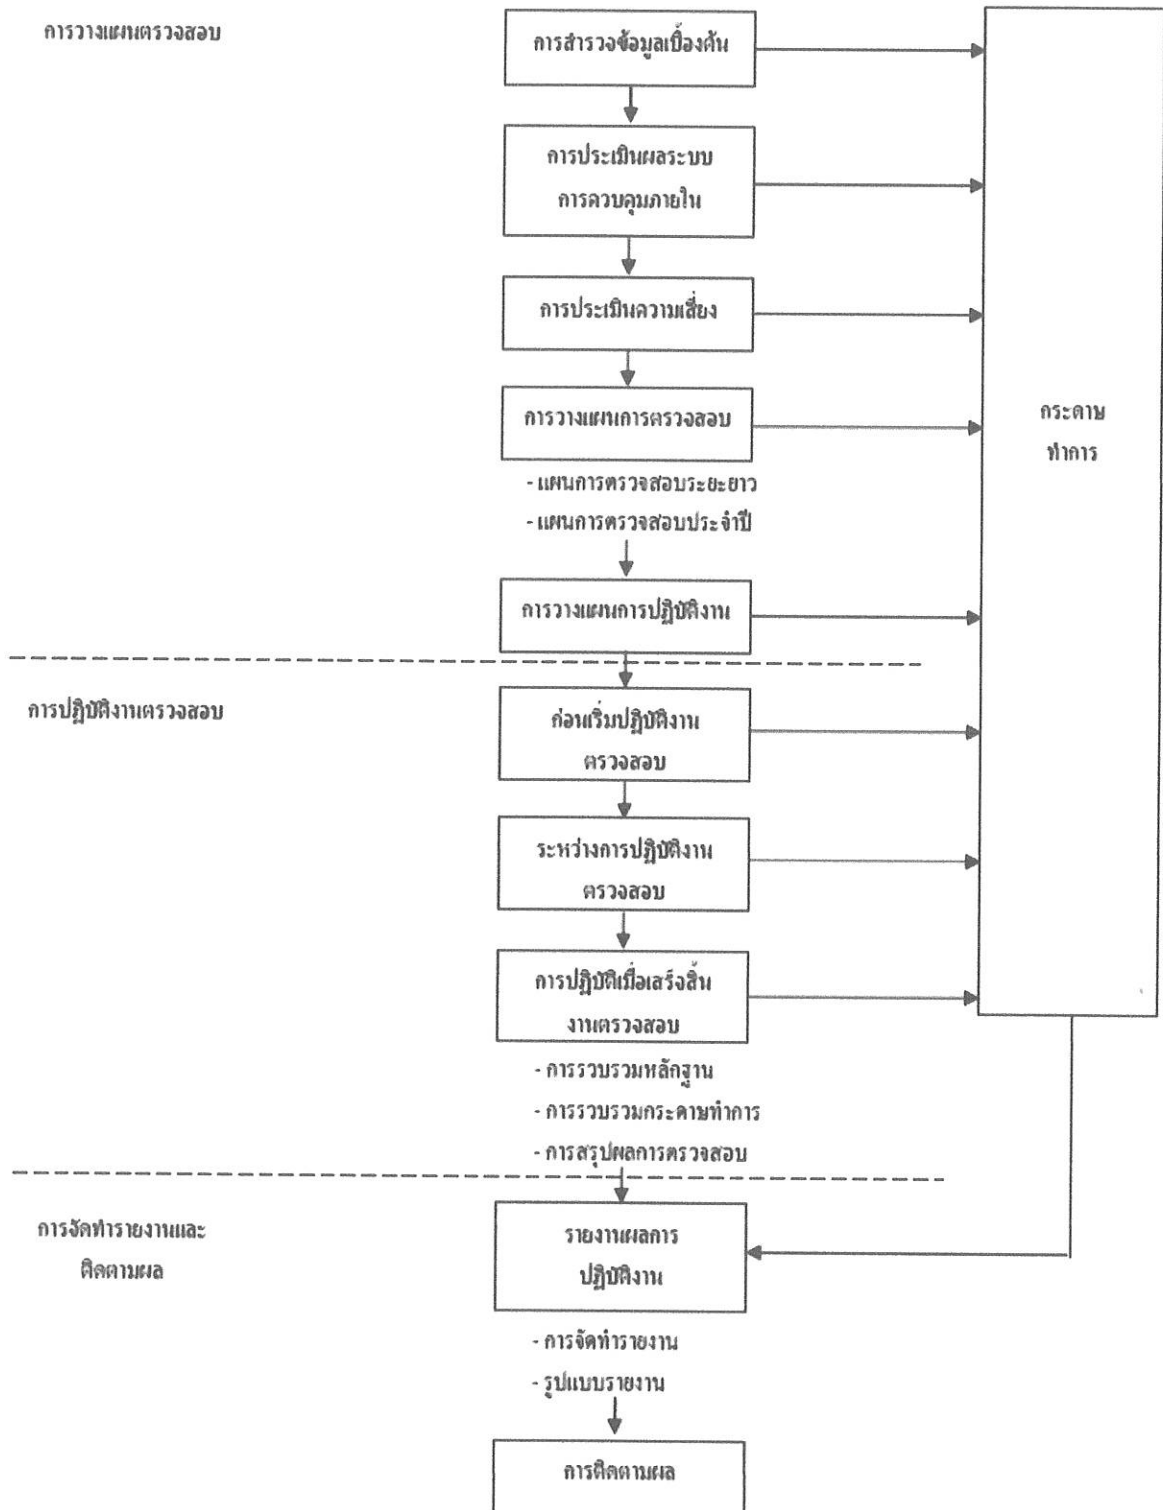 การวางแผนตรวจสอบ
การสำรวจข้อมูลเบื้องต้น
การประเมินผลระบบ
การควบคุมภายใน
การประเมินความเสี่ยง
การวางแผนการตรวจสอบ
- แผนการตรวจสอบระยะยาว
- แผนการตรวจสอบประจำปี
การวางแผนการปฏิบัติงาน
กระดาษ
ทำการ
การปฏิบัติงานตรวจสอบ
ก่อนเริ่มปฏิบัติงาน
ตรวจสอบ
ระหว่างการปฏิบัติงาน
ตรวจสอบ
การปฏิบัติเมื่อเสร็จสิ้น
งานตรวจสอบ
- การรวบรวมหลักฐาน
- การรวบรวมกระดาษทำการ
- การสรุปผลการตรวจสอบ
การจัดทำรายงานและ
ติดตามผล
รายงานผลการ
ปฏิบัติงาน
- การจัดทำรายงาน
- รูปแบบรายงาน
การติดตามผล